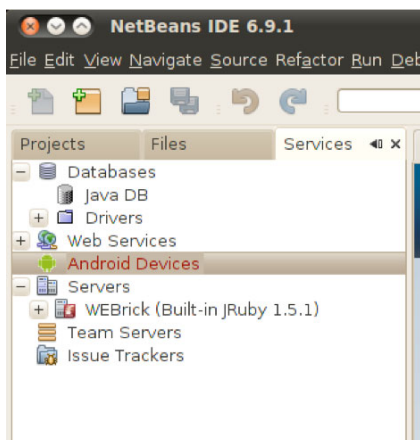 NetBeans IDE 6.9.1
File Edit View Navigate Source Refactor Run Deb
Projects Files Services
Databases
Java DB
Drivers
Web Services
Android Devices
Servers
WEBrick (Built-in JRuby 1.5.1)
Team Servers
Issue Trackers